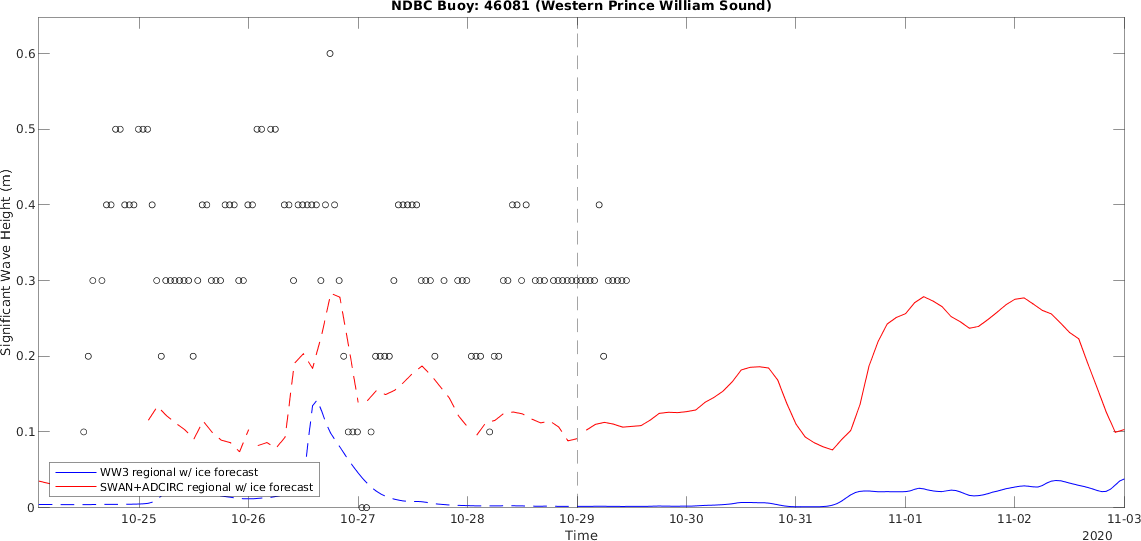 NDBC Buoy: 46081 (Western Prince William Sound)
Significant Wave Height (m)
0.6
0.5
0.4
0.3
0.2
0.1
0
WW3 regional w/ ice forecast
SWAN+ADCIRC regional w/ ice forecast
10-25 10-26 10-27 10-28 10-29 10-30 10-31 11-01 11-02 11-03
Time
2020